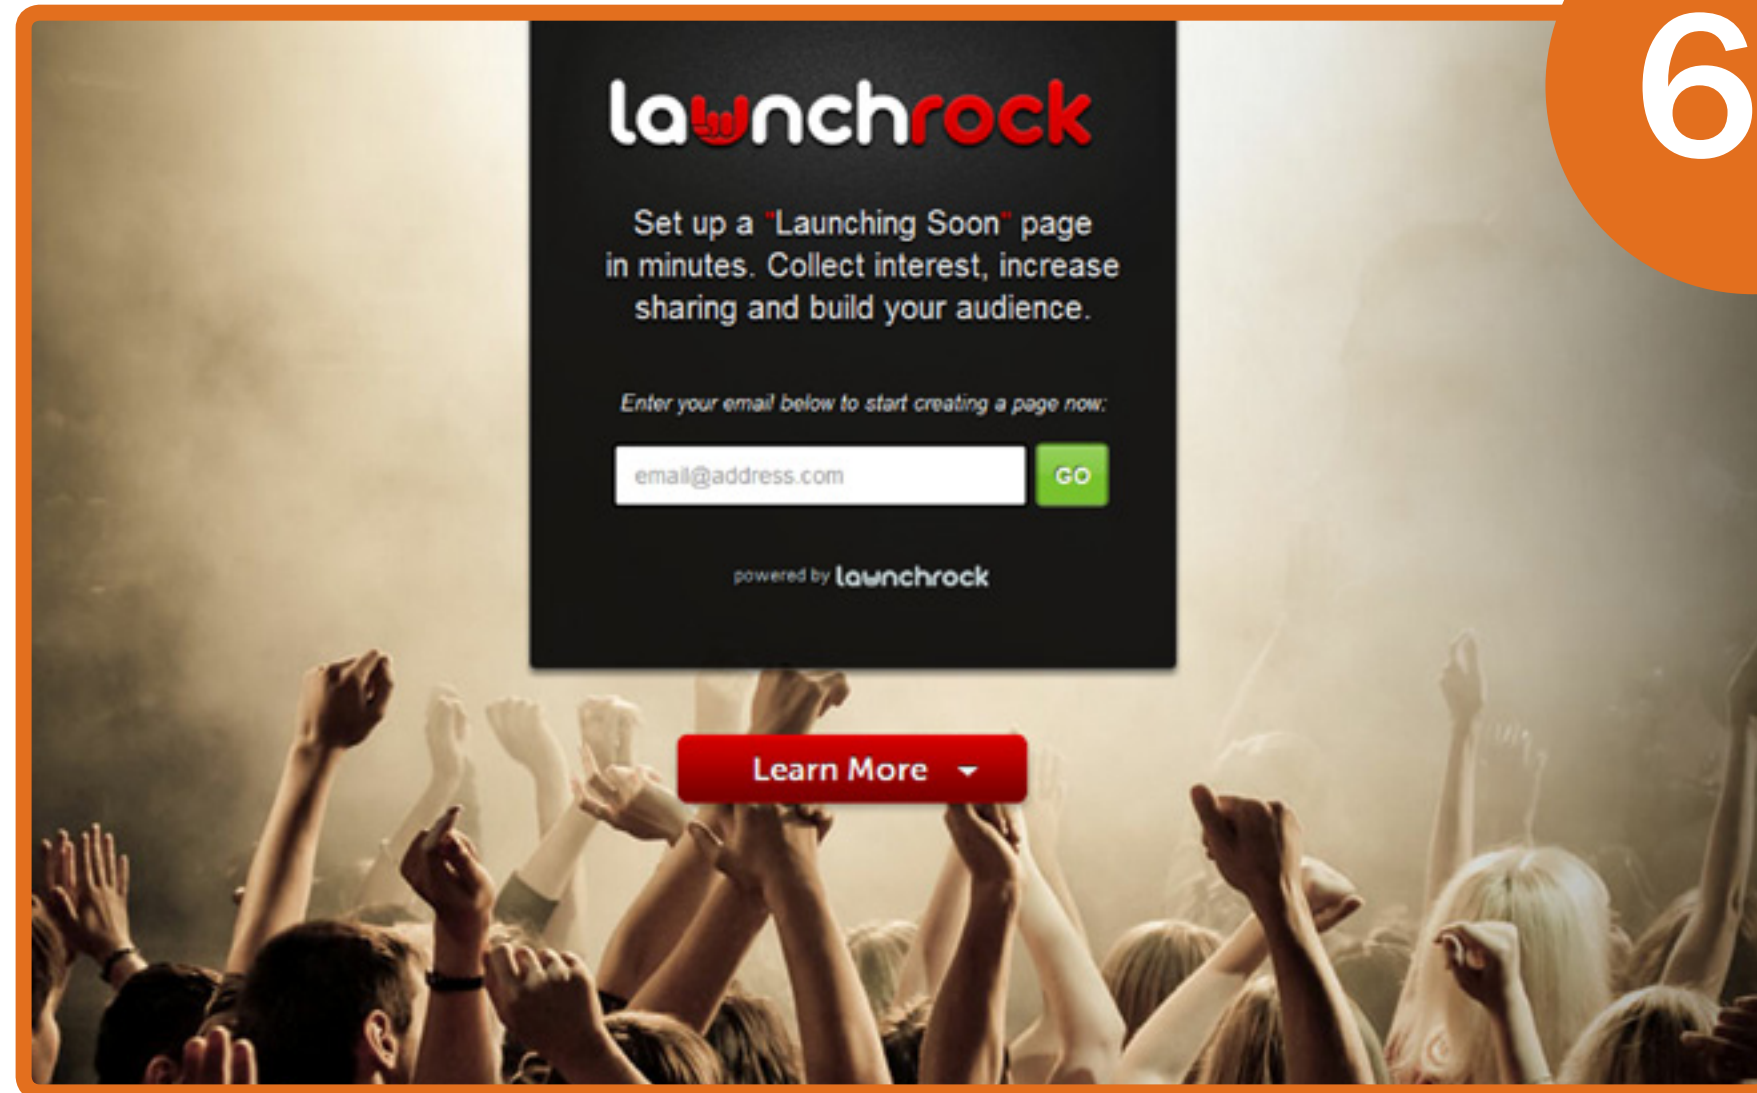 6
launchrock
Set up a "Launching Soon" page
in minutes. Collect interest, increase
sharing and build your audience.
Enter your email below to start creating a page now:
email@address.com GO
powered by launchrock
Learn More